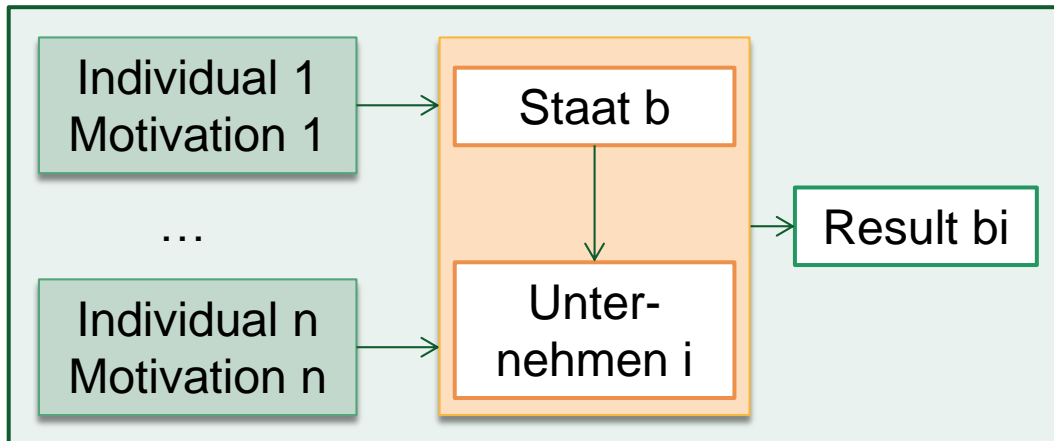 Individual 1
Motivation 1
…
Individual n
Motivation n
Staat b
Unter-
nehmen i
Result bi